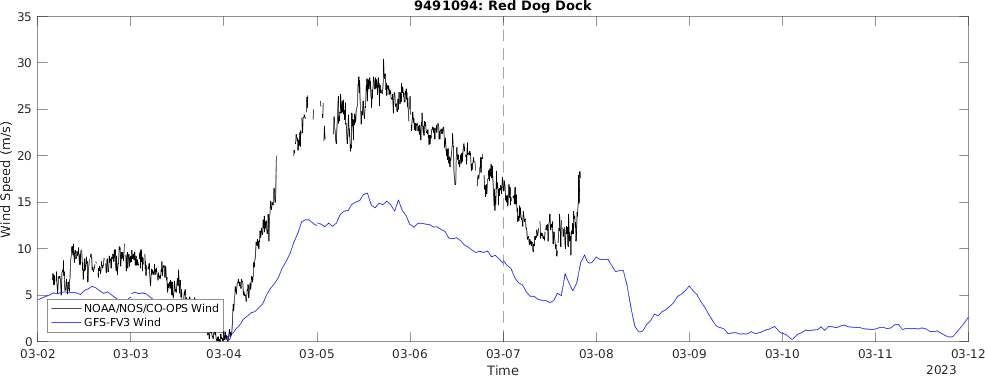 9491094: Red Dog Dock
35
30
25
20
15
10
5
0
Wind Speed (m/s)
NOAA/NOS/CO-OPS Wind
GFS-FV3 Wind
03-02 03-03 03-04 03-05 03-06 03-07 03-08 03-09 03-10 03-11 03-12
Time
2023